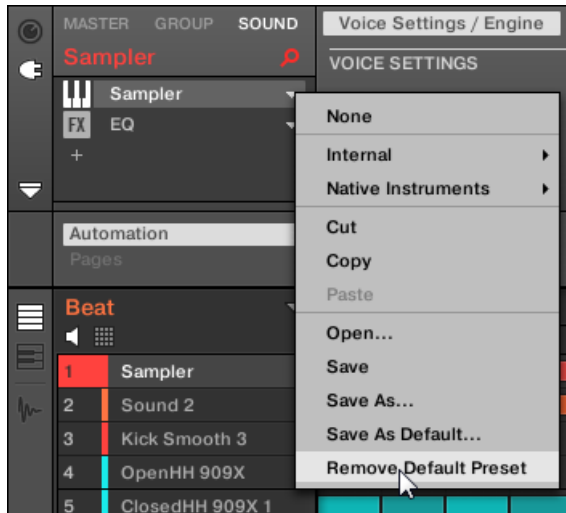 MASTER GROUP SOUND
Sampler
Sampler
FX EQ
+
Automation
Pages
Beat
1 Sampler
2 Sound 2
3 Kick Smooth 3
4 OpenHH 909X
5 ClosedHH 909X 1
Voice Settings / Engine
VOICE SETTINGS
None
Internal
Native Instruments
Cut
Copy
Paste
Open...
Save
Save As...
Save As Default...
Remove Default Preset